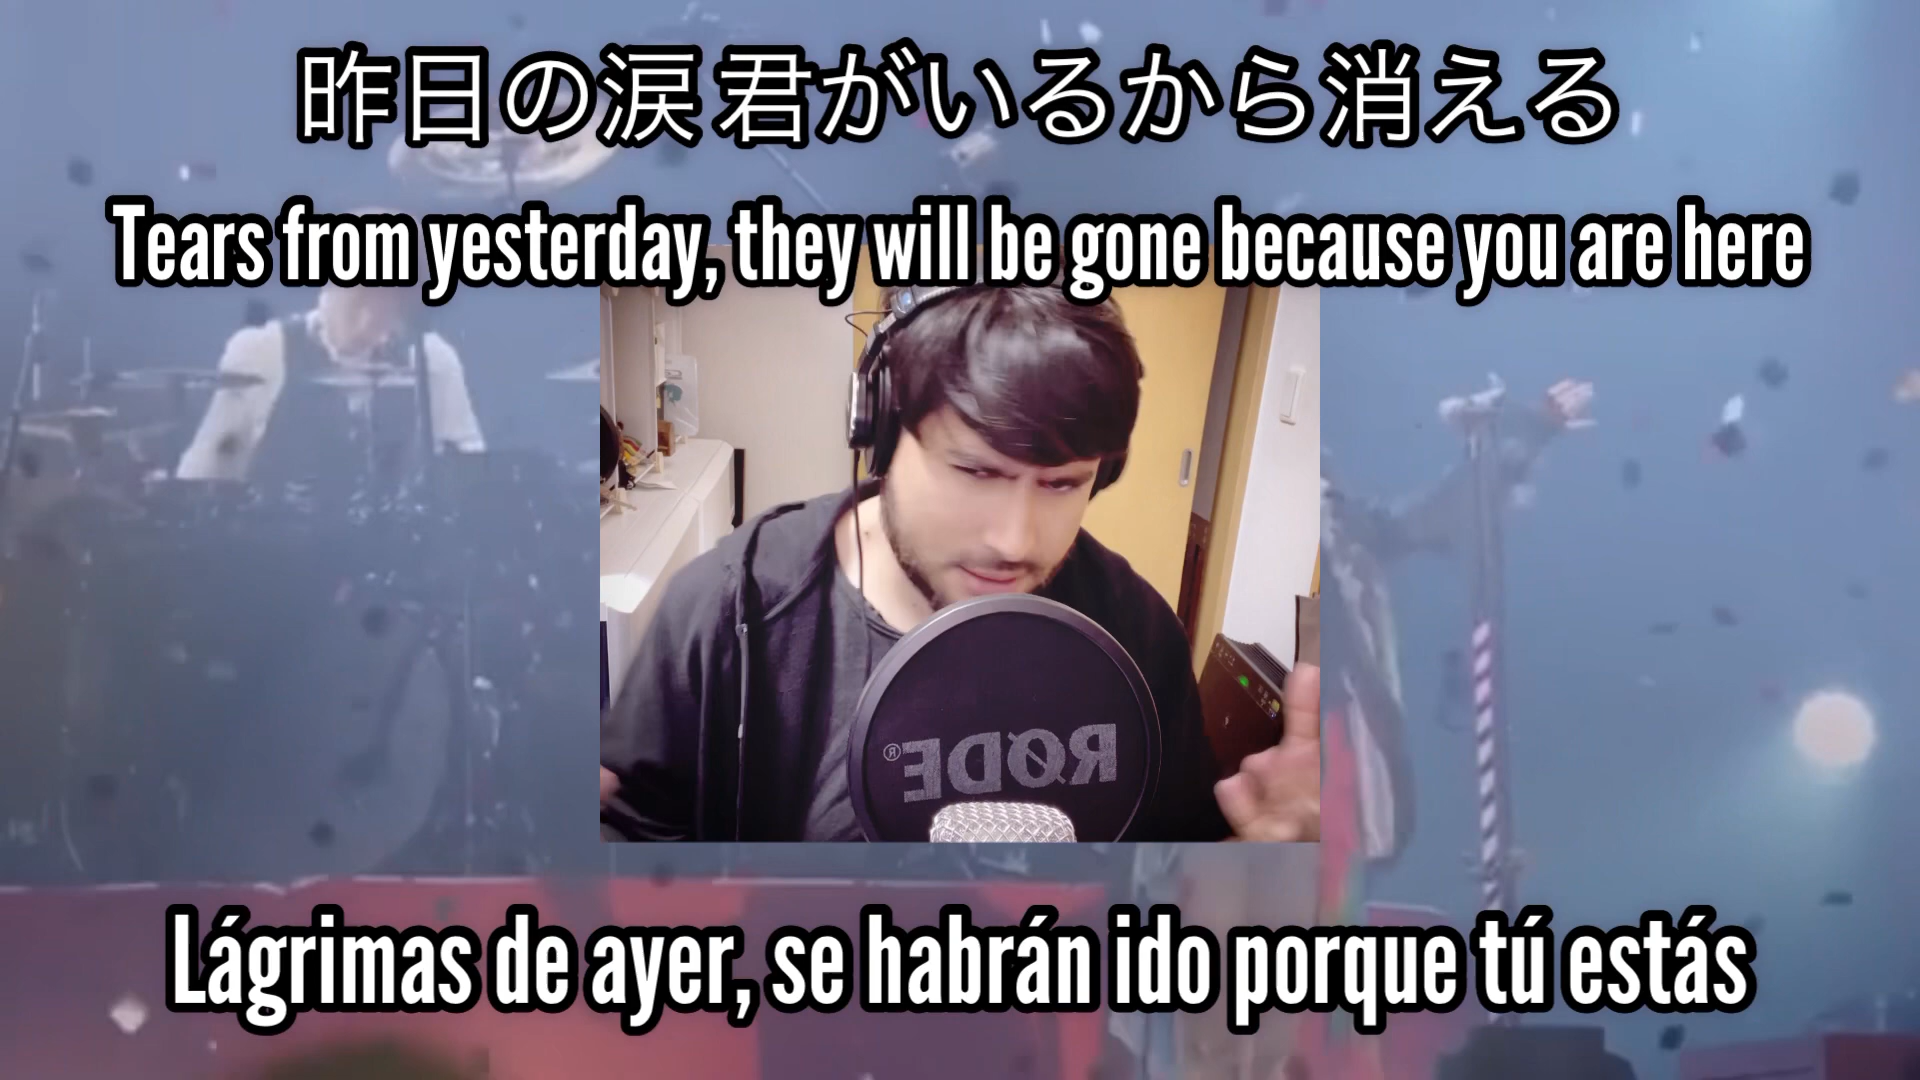 昨日の涙 君がいるから消える
Tears from yesterday, they will be gone because you are here
RØDE®
Lágrimas de ayer, se habrán ido porque tú estás